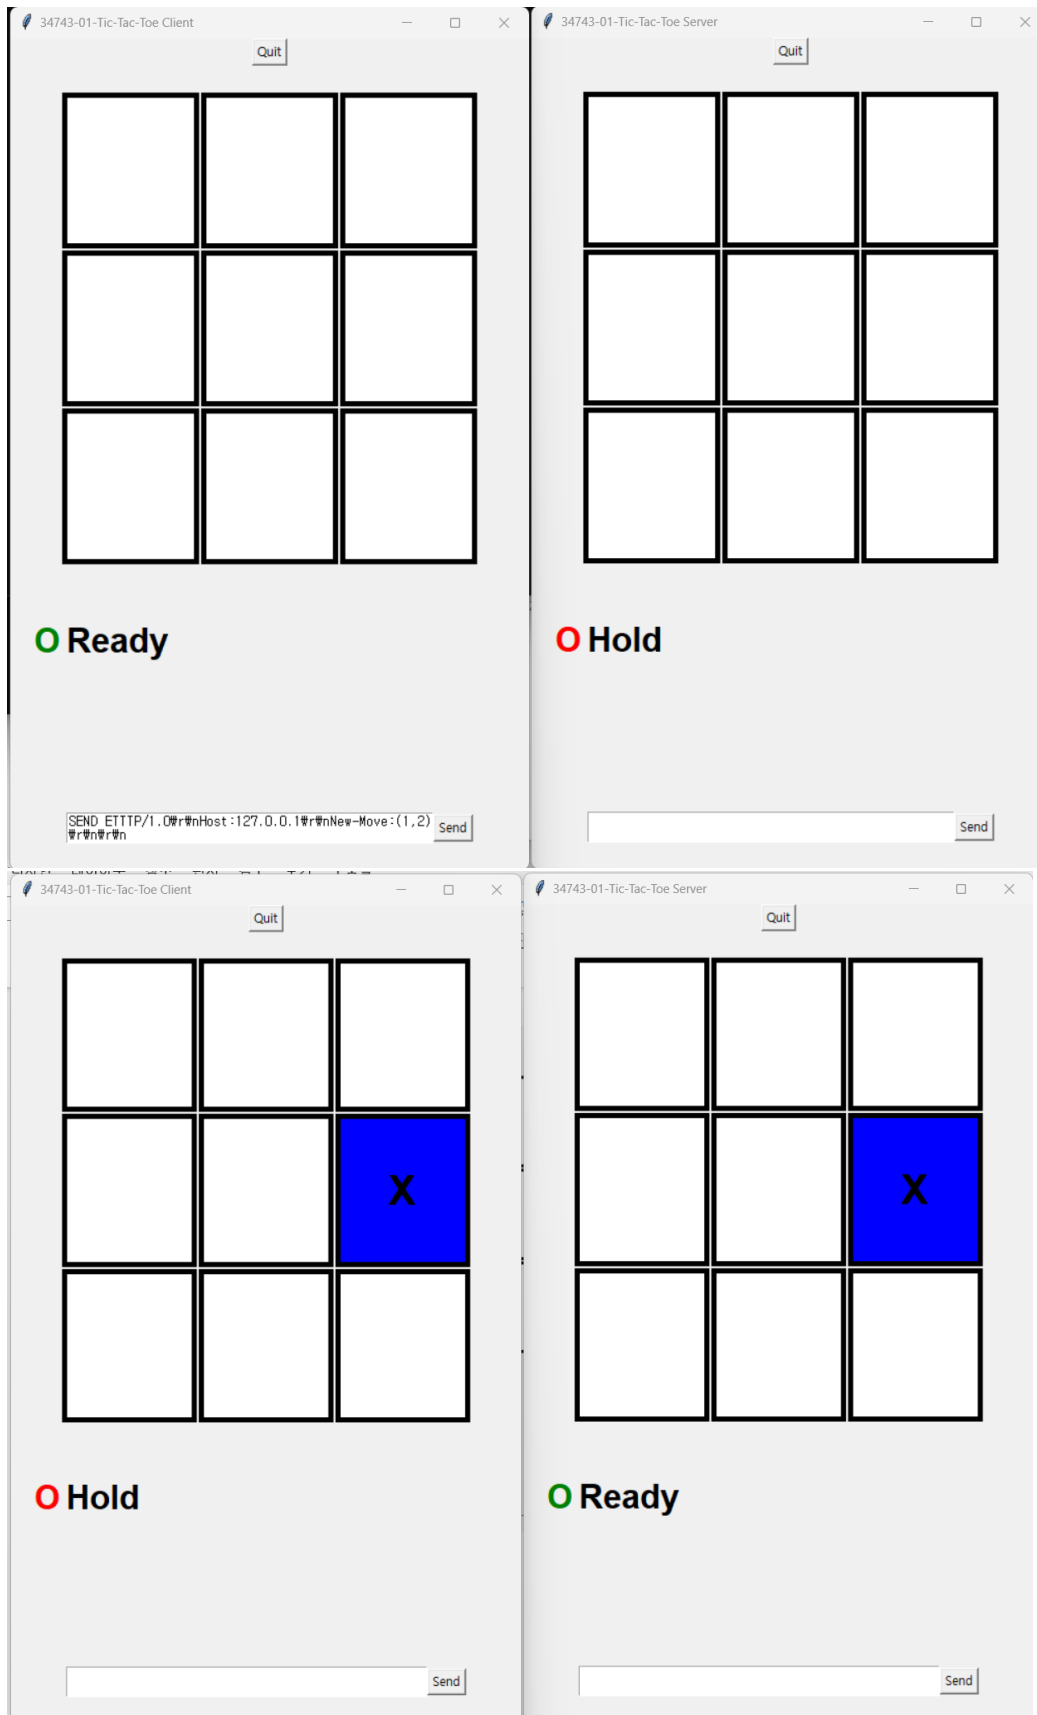 34743-01-Tic-Tac-Toe Client
Quit
O Ready
SEND ETTTP/1.0₩r₩nHost:127.0.0.1₩r₩nNew-Move:(1,2)
₩r₩n₩r₩n
Send
34743-01-Tic-Tac-Toe Server
Quit
O Hold
Send
34743-01-Tic-Tac-Toe Client
Quit
X
O Hold
Send
34743-01-Tic-Tac-Toe Server
Quit
X
O Ready
Send